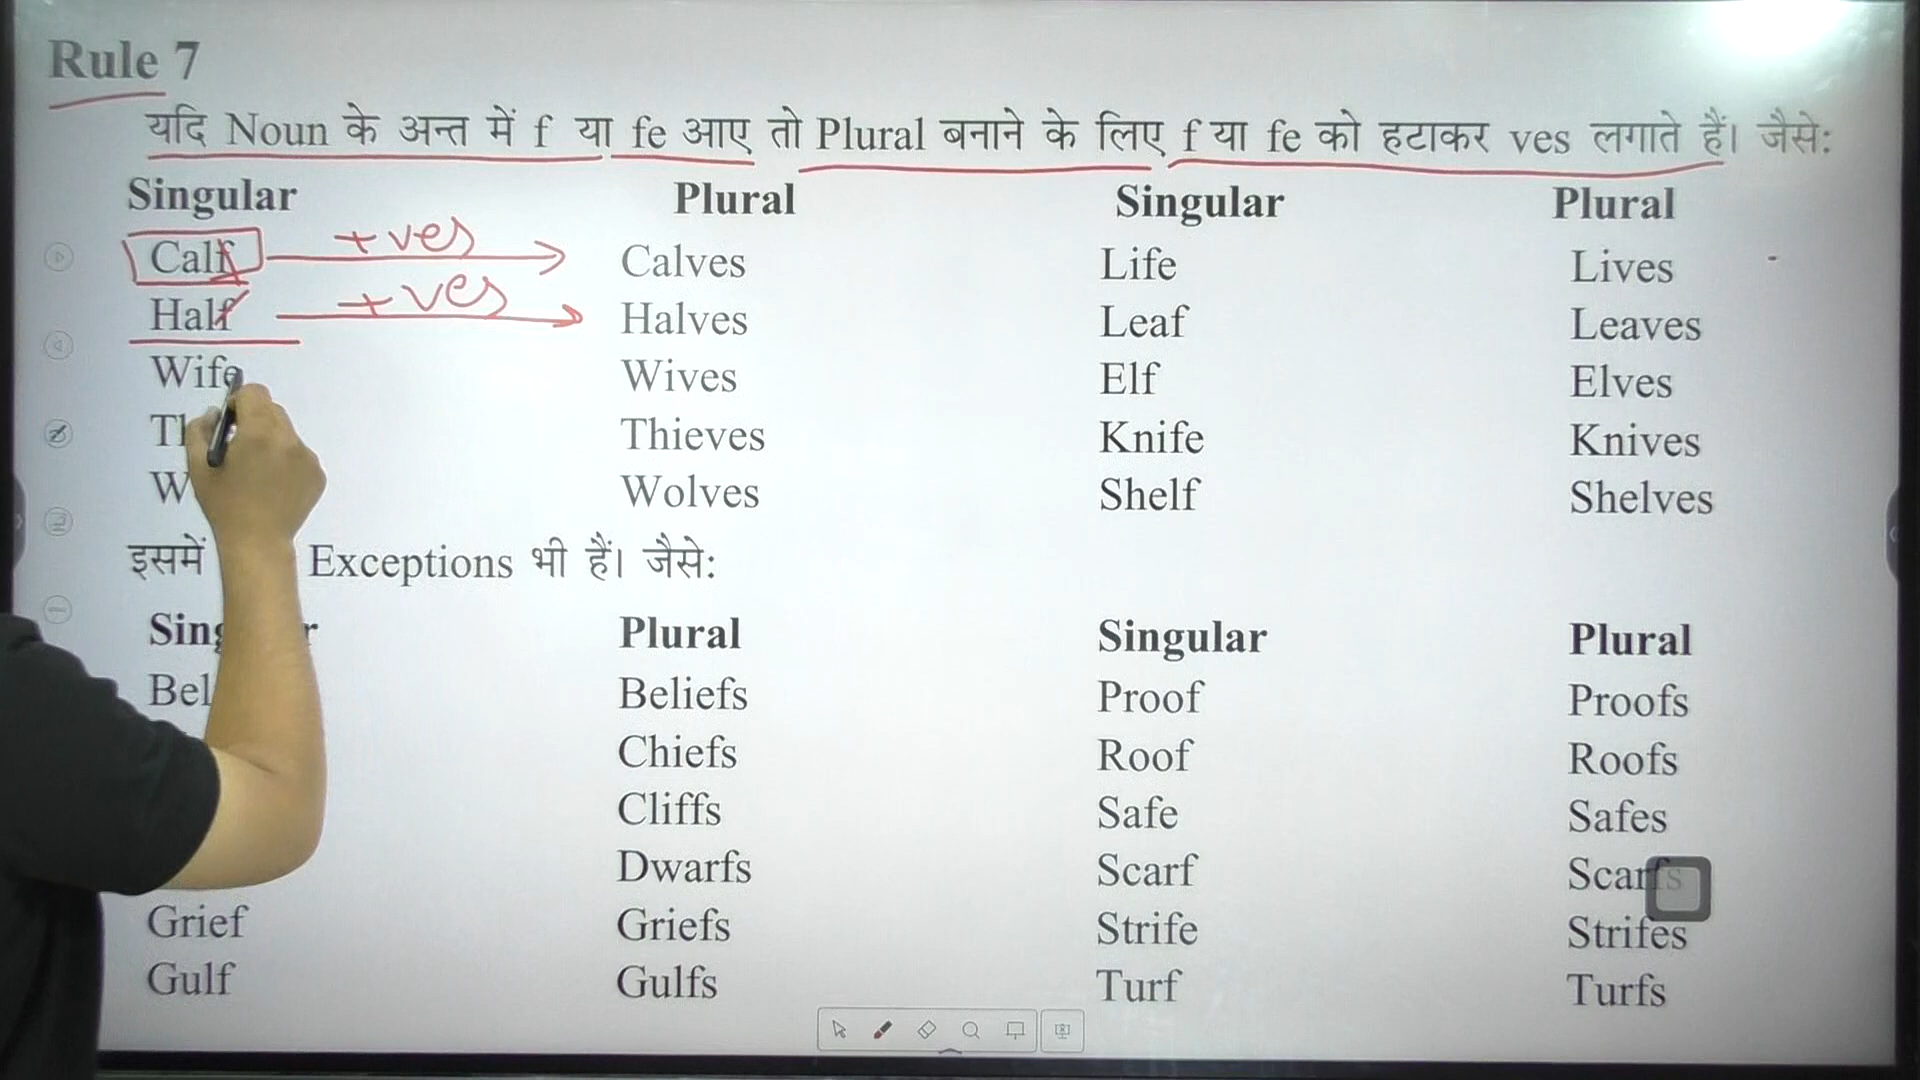 Rule 7
यदि Noun के अन्त में f या fe आए तो Plural बनाने के लिए f या fe को हटाकर ves लगाते हैं। जैसे:
Singular Plural Singular Plural
Calf +ves Calves Life Lives
Half +ves Halves Leaf Leaves
Wife Wives Elf Elves
Thieves Knife Knives
Wolves Shelf Shelves
इसमें Exceptions भी हैं। जैसे:
Plural Singular Plural
Beliefs Proof Proofs
Chiefs Roof Roofs
Cliffs Safe Safes
Dwarfs Scarf Scarfs
Grief Griefs Strife Strifes
Gulf Gulfs Turf Turfs